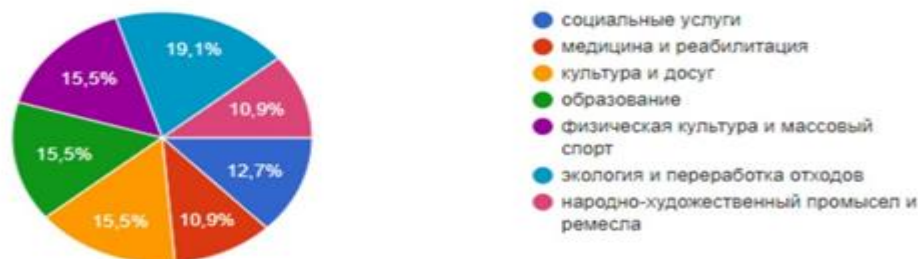 19,1%
15,5%
10,9%
15,5%
12,7%
15,5%
10,9%
социальные услуги
медицина и реабилитация
культура и досуг
образование
физическая культура и массовый
спорт
экология и переработка отходов
народно-художественный промысел и
ремесла